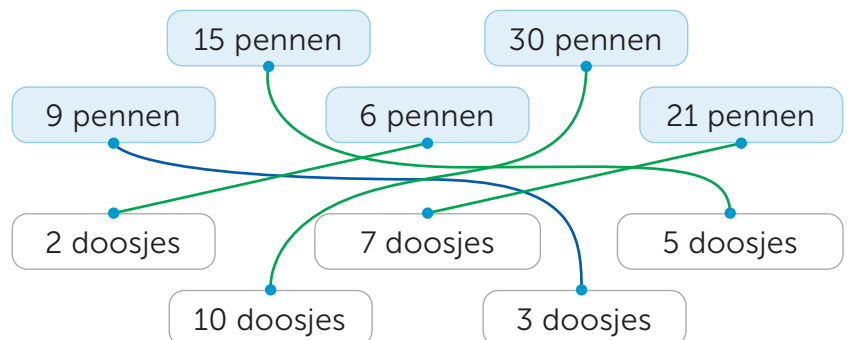 15 pennen
30 pennen
9 pennen
6 pennen
21 pennen
2 doosjes
7 doosjes
5 doosjes
10 doosjes
3 doosjes